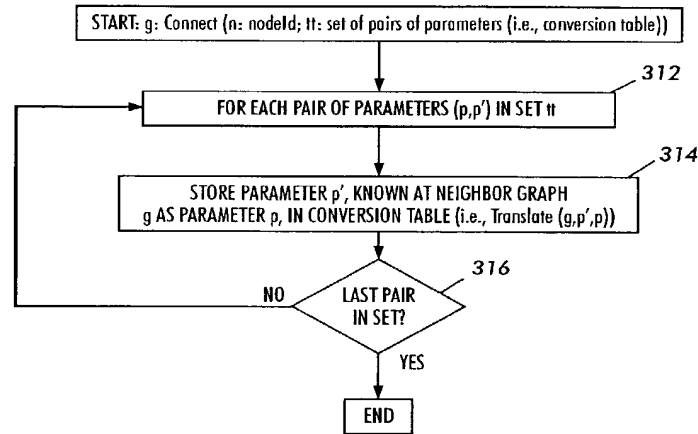 START: g: Connect (n: nodeId; tt: set of pairs of parameters (i.e., conversion table))
312
FOR EACH PAIR OF PARAMETERS (p,p') IN SET tt
314
STORE PARAMETER p', KNOWN AT NEIGHBOR GRAPH
g AS PARAMETER p, IN CONVERSION TABLE (i.e., Translate (g,p',p))
316
NO
LAST PAIR
IN SET?
YES
END